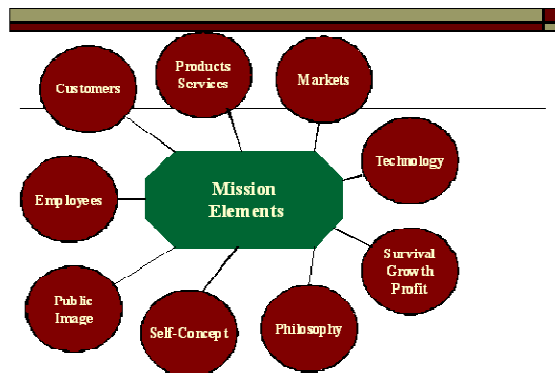 Products
Services
Markets
Customers
Technology
Mission
Elements
Employees
Survival
Growth
Profit
Public
Image
Self-Concept
Philosophy